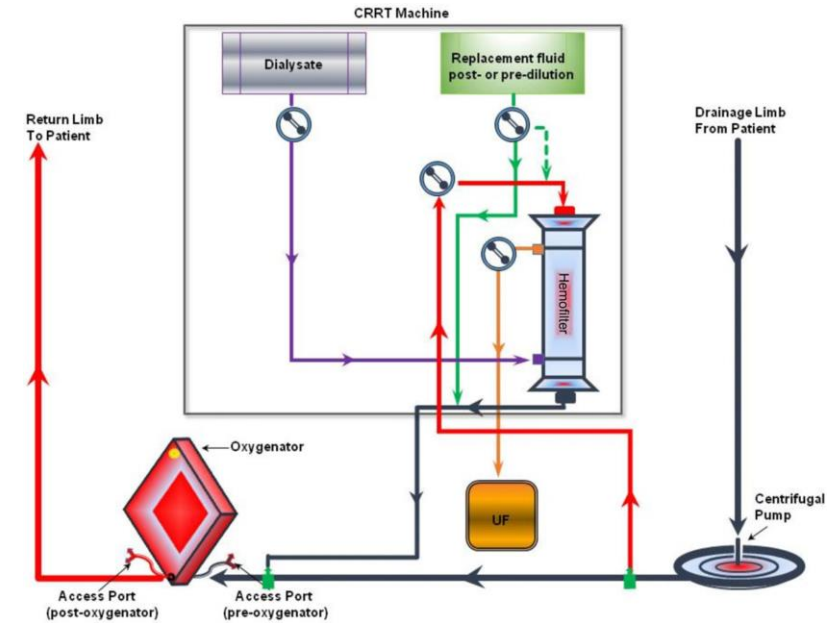 CRRT Machine
Dialysate
Replacement fluid
post- or pre-dilution
Return Limb
To Patient
Drainage Limb
From Patient
Hemofilter
Oxygenator
UF
Centrifugal
Pump
Access Port
(post-oxygenator)
Access Port
(pre-oxygenator)